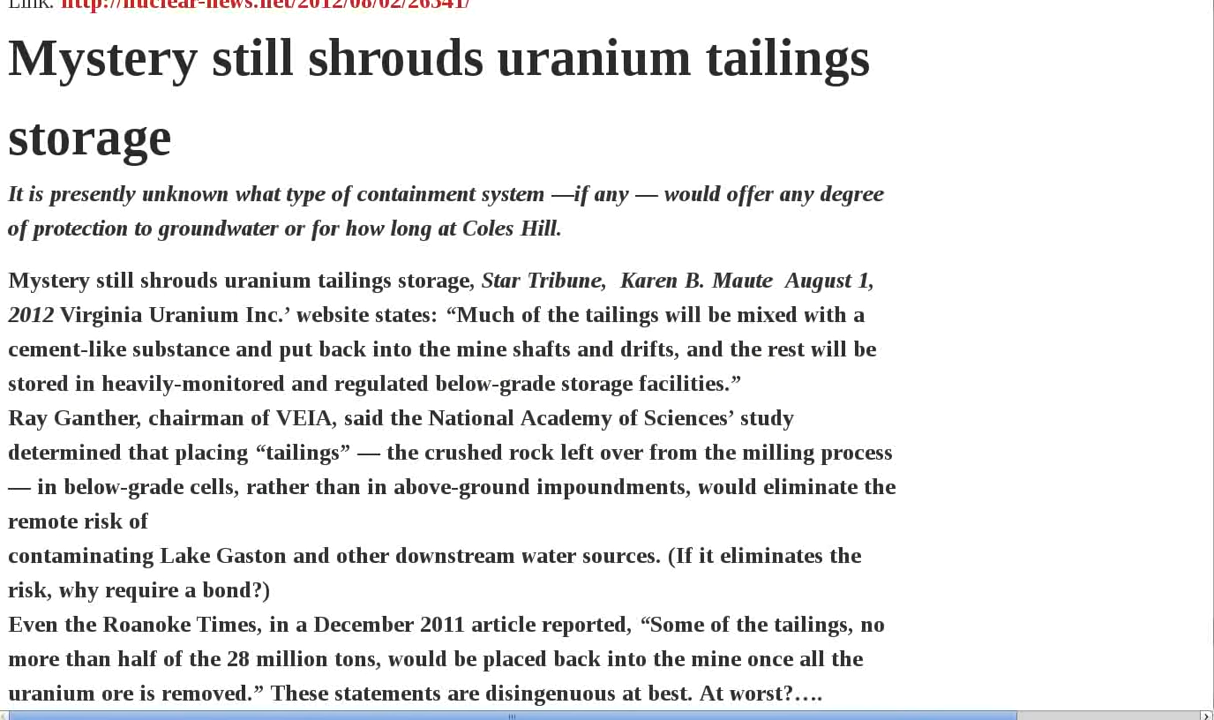 Link: http://nuclear-news.net/2012/08/02/26341/
Mystery still shrouds uranium tailings
storage
It is presently unknown what type of containment system —if any — would offer any degree
of protection to groundwater or for how long at Coles Hill.
Mystery still shrouds uranium tailings storage, Star Tribune,  Karen B. Maute  August 1,
2012 Virginia Uranium Inc.’ website states: “Much of the tailings will be mixed with a
cement-like substance and put back into the mine shafts and drifts, and the rest will be
stored in heavily-monitored and regulated below-grade storage facilities.”
Ray Ganther, chairman of VEIA, said the National Academy of Sciences’ study
determined that placing “tailings” — the crushed rock left over from the milling process
— in below-grade cells, rather than in above-ground impoundments, would eliminate the
remote risk of
contaminating Lake Gaston and other downstream water sources. (If it eliminates the
risk, why require a bond?)
Even the Roanoke Times, in a December 2011 article reported, “Some of the tailings, no
more than half of the 28 million tons, would be placed back into the mine once all the
uranium ore is removed.” These statements are disingenuous at best. At worst?….